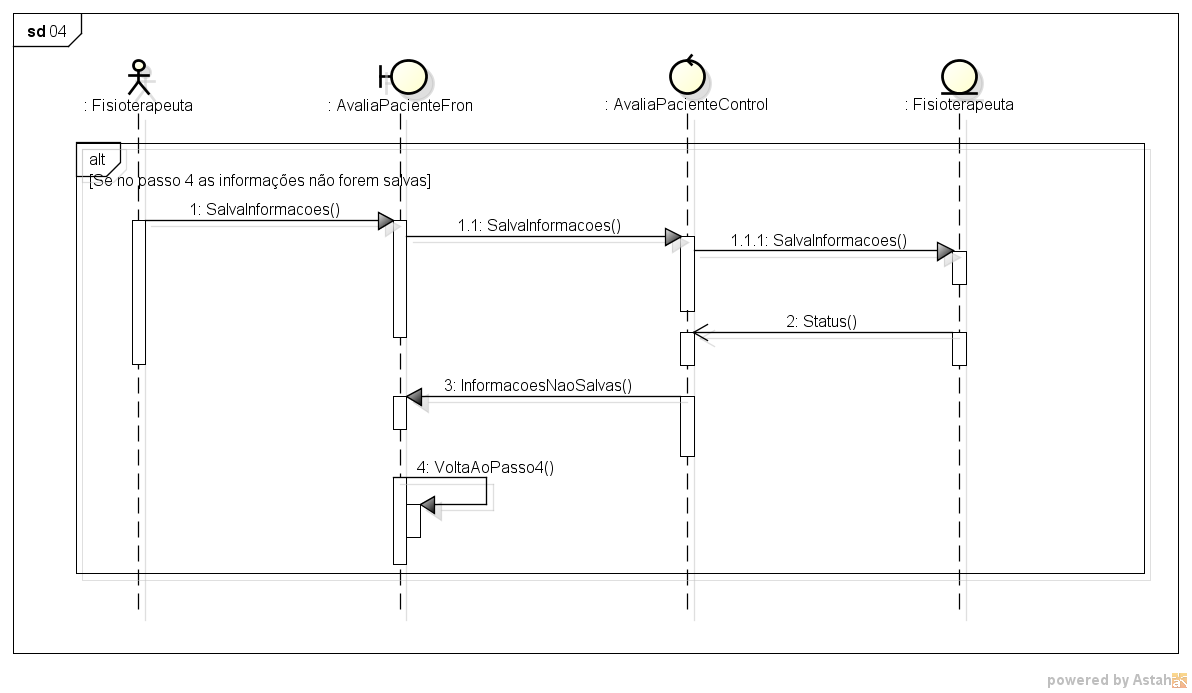 sd 04
: Fisioterapeuta
: AvaliaPacienteFron
: AvaliaPacienteControl
: Fisioterapeuta
alt
[Se no passo 4 as informações não forem salvas]
1: SalvaInformacoes()
1.1: SalvaInformacoes()
1.1.1: SalvaInformacoes()
2: Status()
3: InformacoesNaoSalvas()
4: VoltaAoPasso4()
powered by Astah